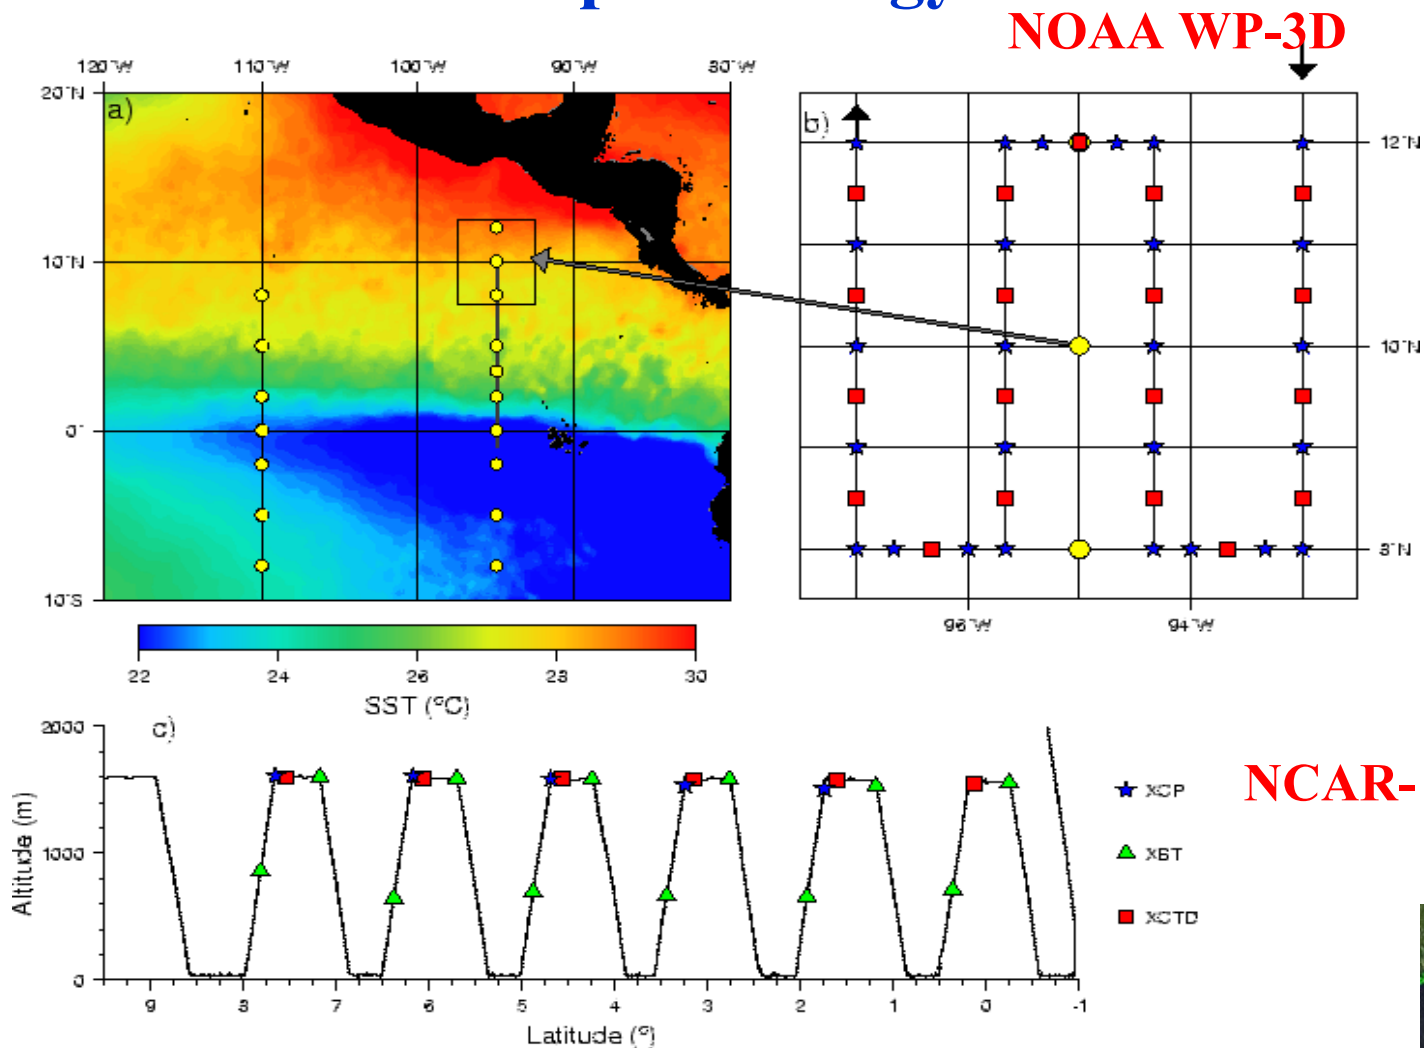 NOAA WP-3D
120°W 110°W 100°W 90°W 80°W
20°N
10°N
0°
10°S
a)
b)
12°N
10°N
8°N
96°W 94°W
22 24 26 28 30
SST (°C)
c)
2000
1000
0
Altitude (m)
9 8 7 6 5 4 3 2 1 0 -1
Latitude (°)
XCP
XBT
XCTD
NCAR-